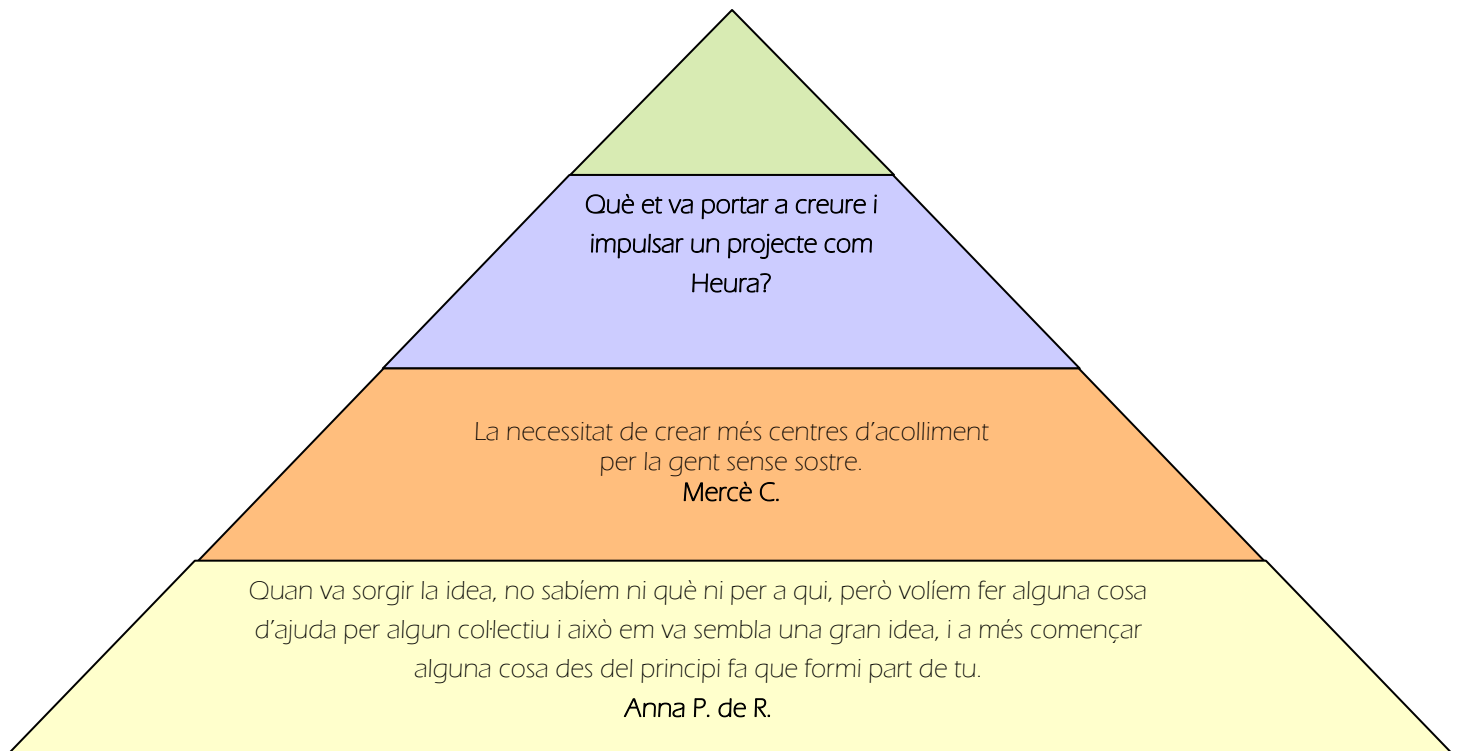 Què et va portar a creure i
impulsar un projecte com
Heura?
La necessitat de crear més centres d’acolliment
per la gent sense sostre.
Mercè C.
Quan va sorgir la idea, no sabíem ni què ni per a qui, però volíem fer alguna cosa
d’ajuda per algun col·lectiu i això em va sembla una gran idea, i a més començar
alguna cosa des del principi fa que formi part de tu.
Anna P. de R.